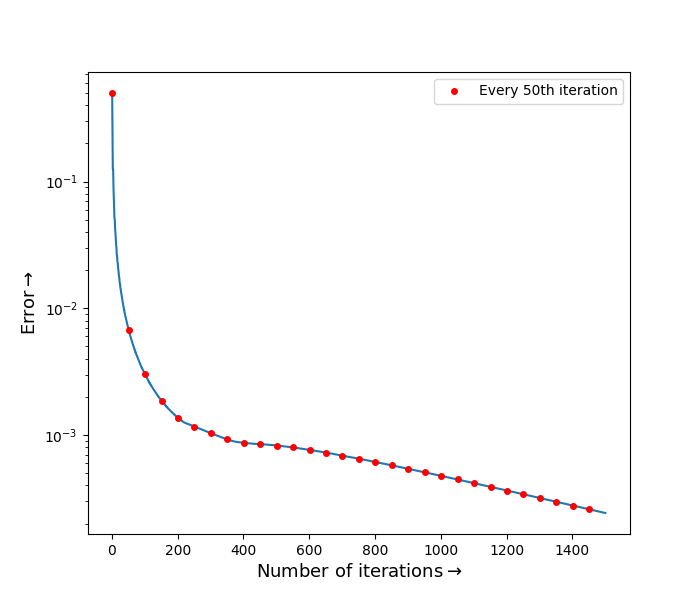 Every 50th iteration
10⁻¹
10⁻²
10⁻³
Error→
0 200 400 600 800 1000 1200 1400
Number of iterations→